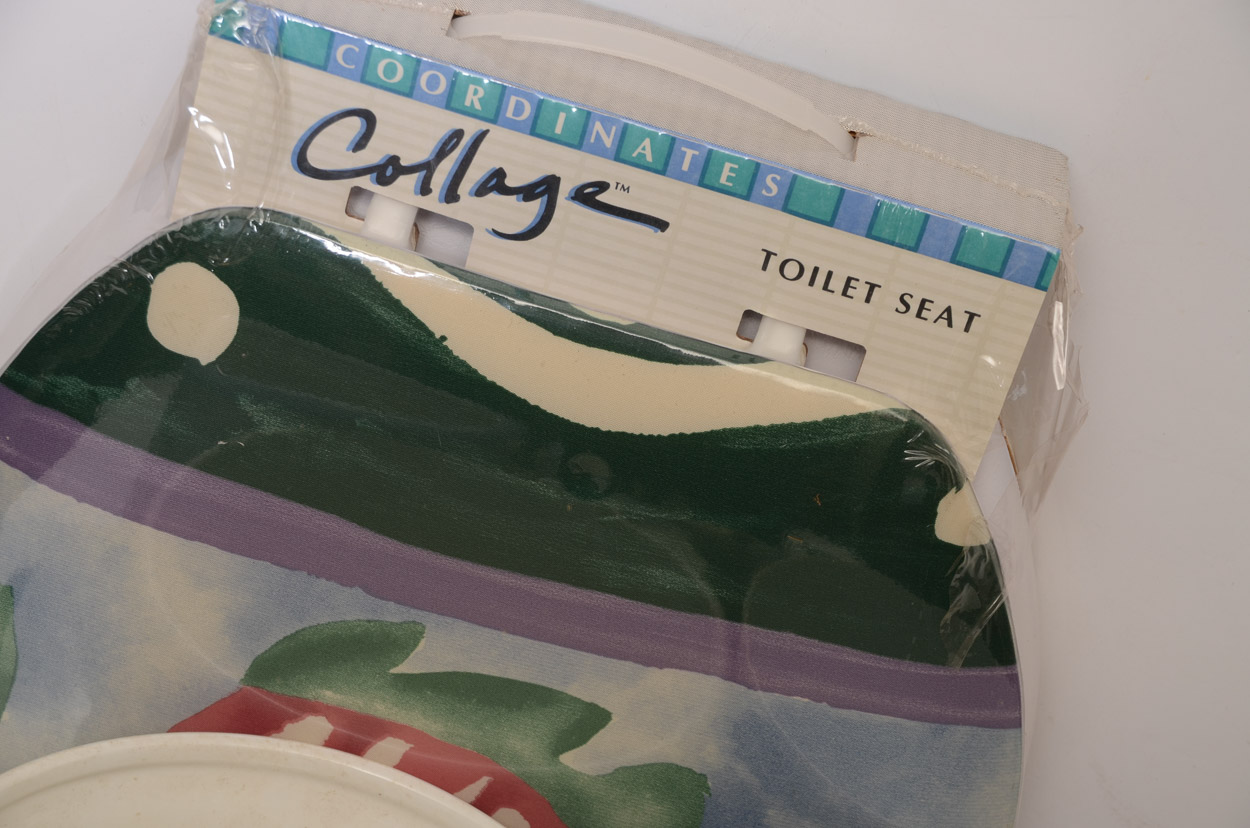 COORDINATES
Collage™
TOILET SEAT